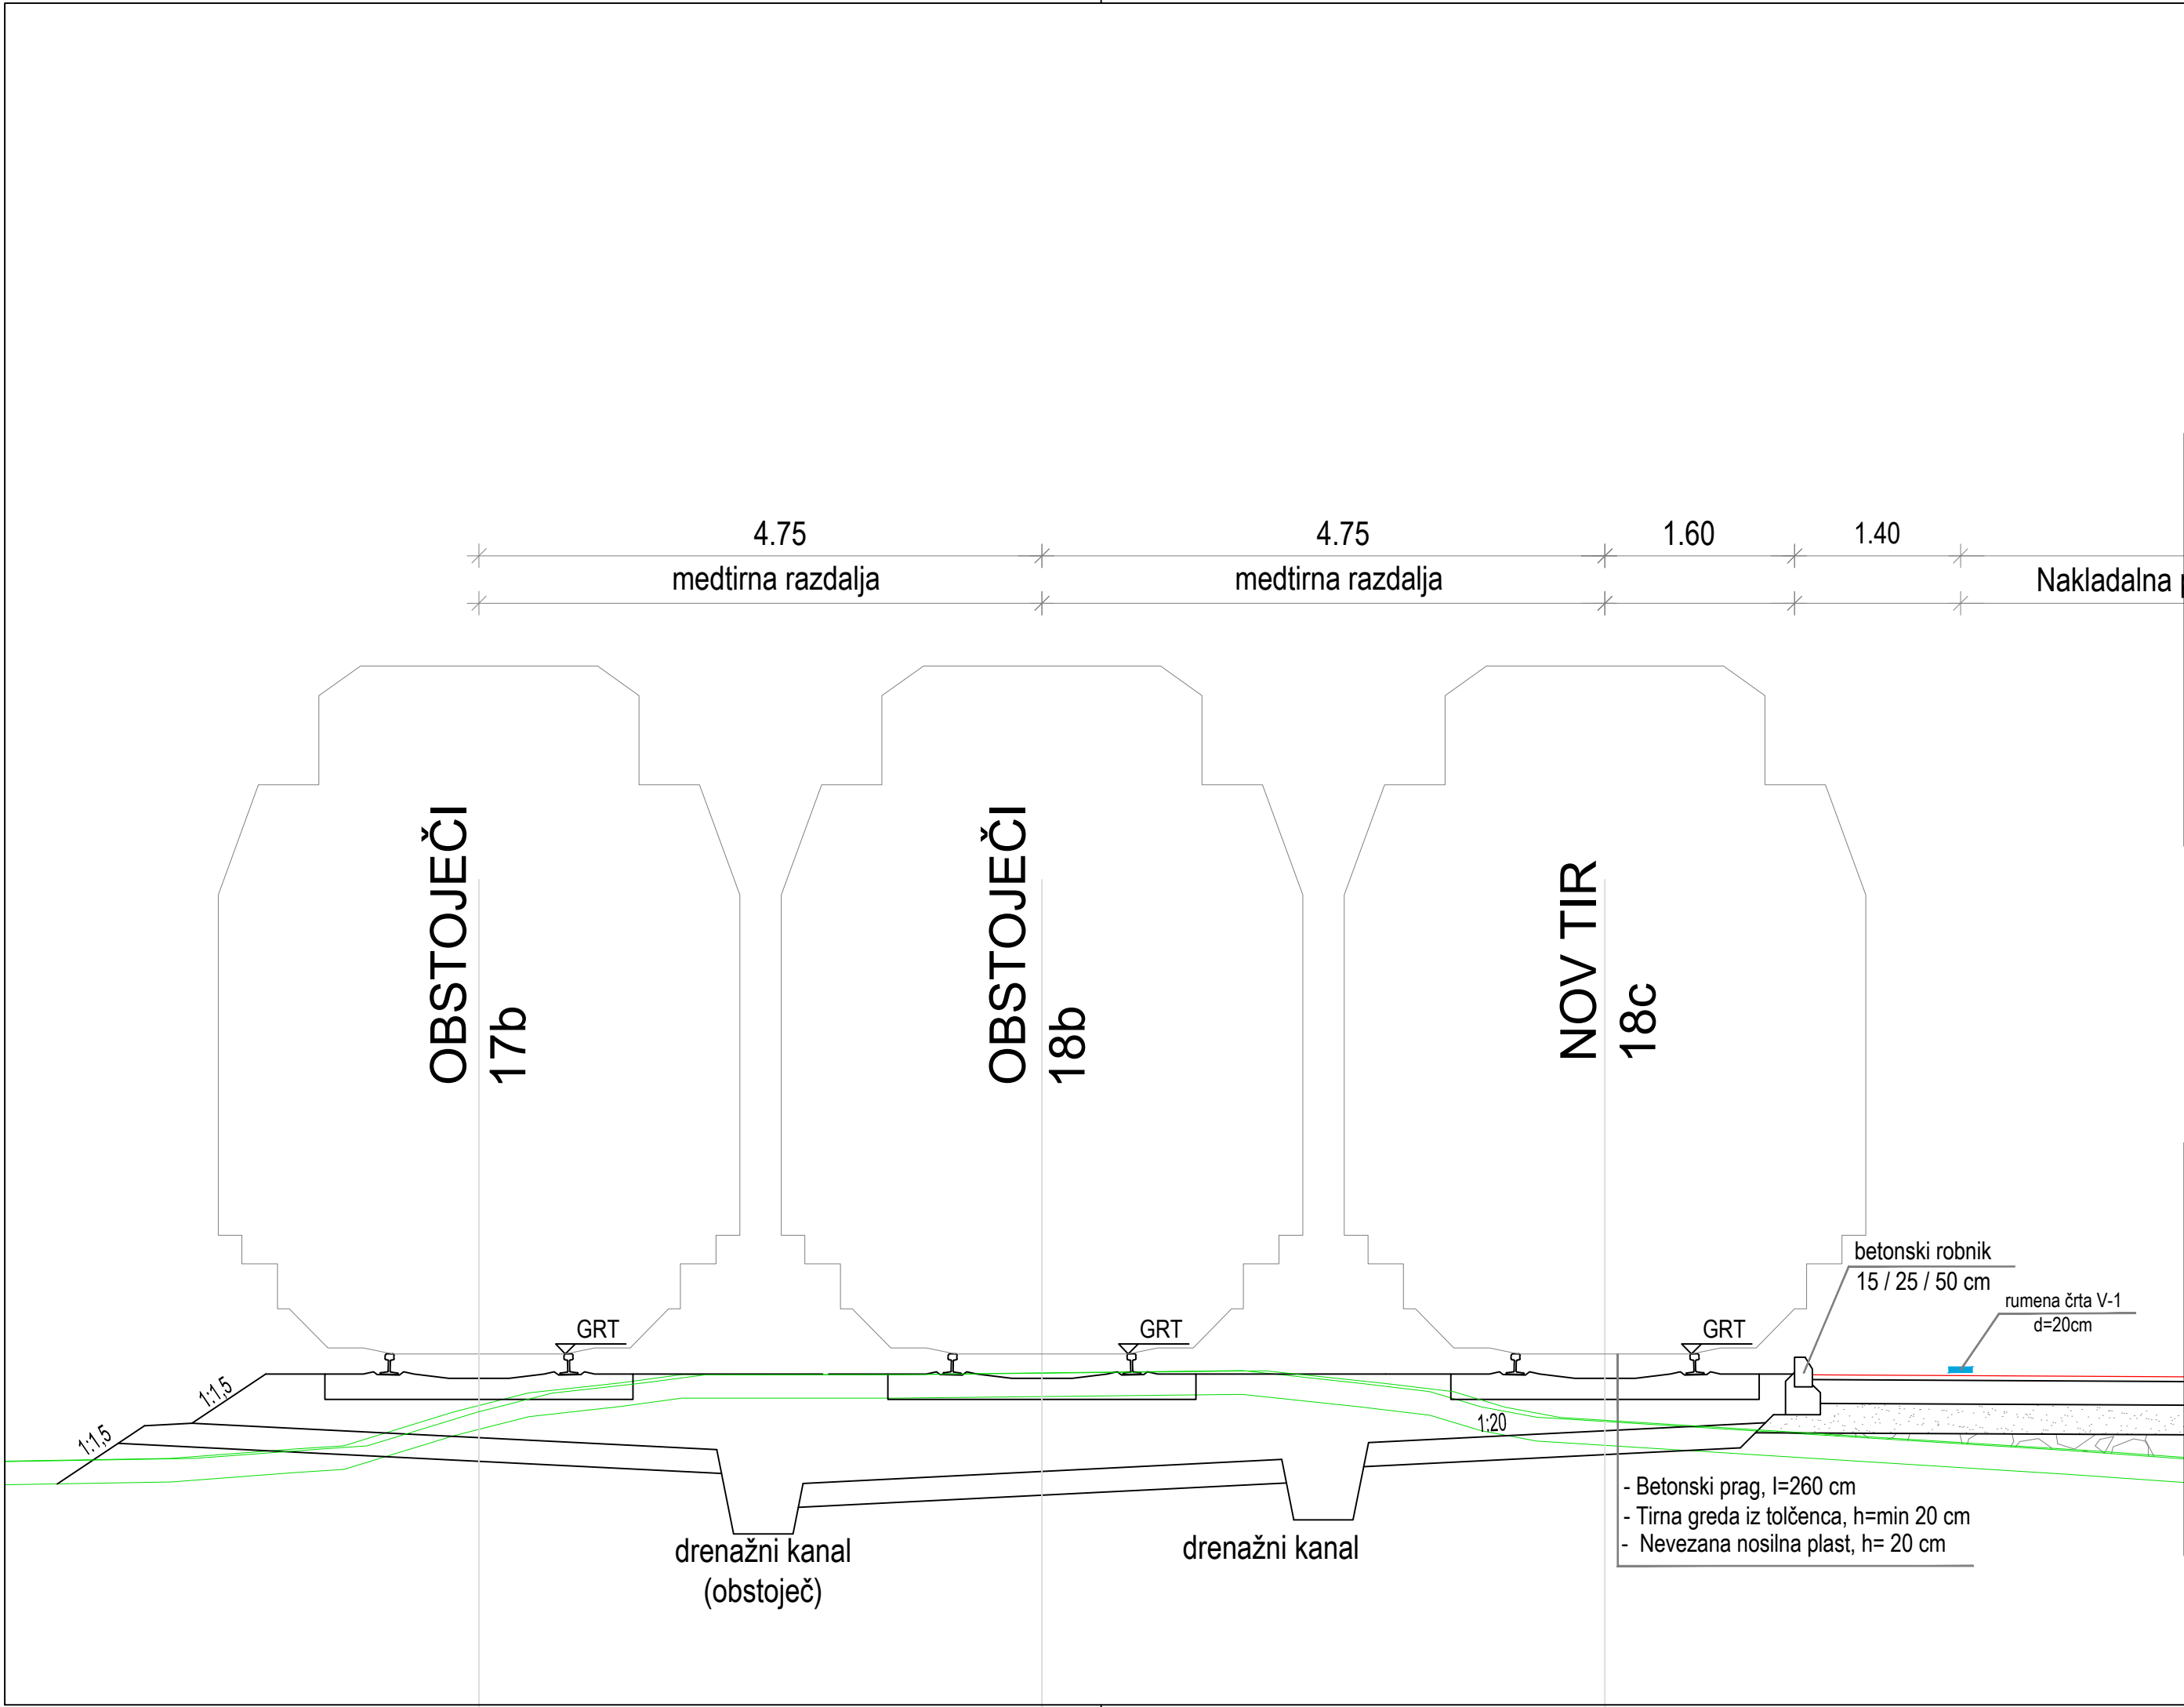 4.75
4.75
1.60
1.40
medtirna razdalja
medtirna razdalja
Nakladalna
OBSTOJEČI
17b
OBSTOJEČI
18b
NOV TIR
18c
betonski robnik
15 / 25 / 50 cm
rumena črta V-1
d=20cm
GRT
GRT
GRT
1:1,5
1:1,5
1:20
- Betonski prag, l=260 cm
- Tirna greda iz tolčenca, h=min 20 cm
- Nevezana nosilna plast, h= 20 cm
drenažni kanal
(obstoječ)
drenažni kanal